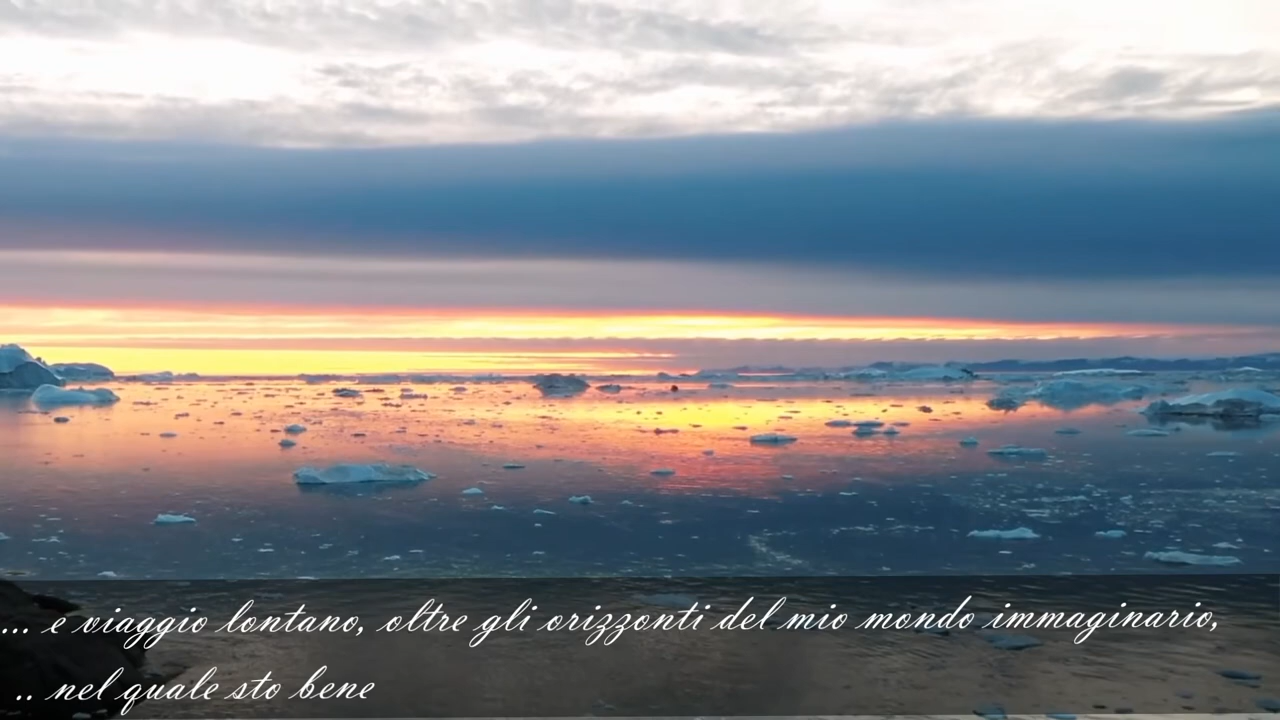 ... e viaggio lontano, oltre gli orizzonti del mio mondo immaginario,
.. nel quale sto bene